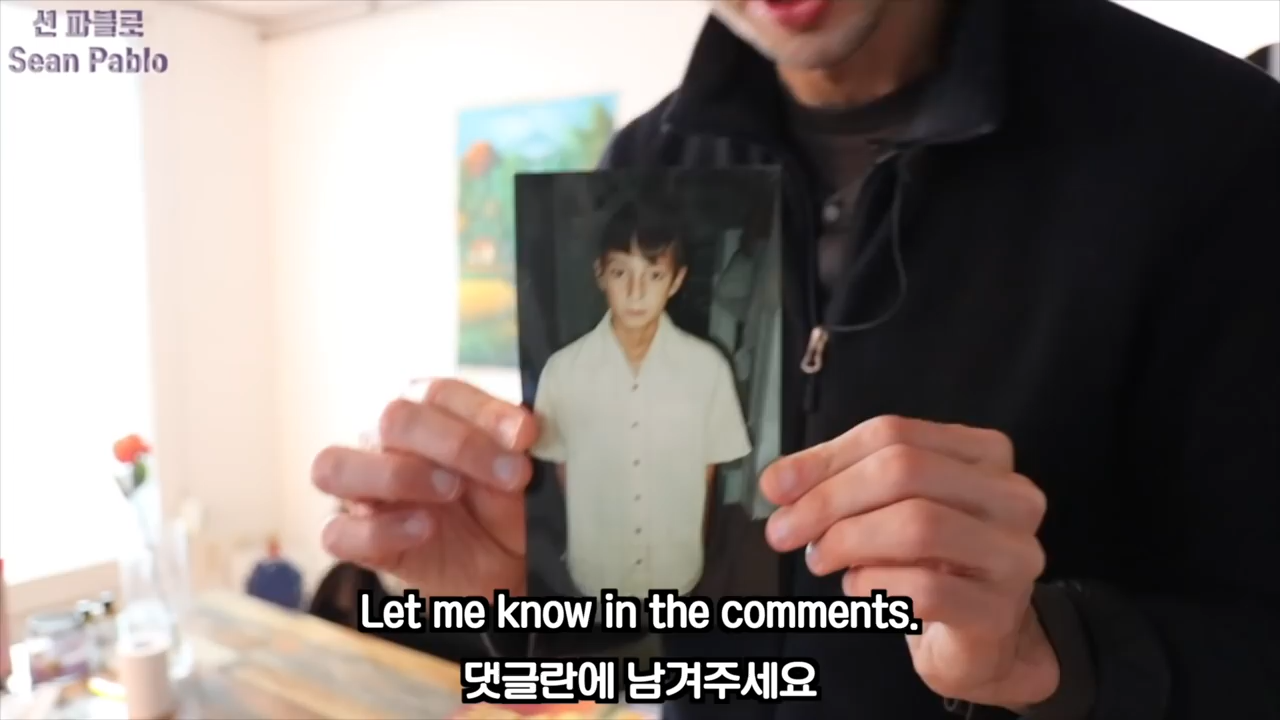 션 파블로
Sean Pablo
Let me know in the comments.
댓글란에 남겨주세요